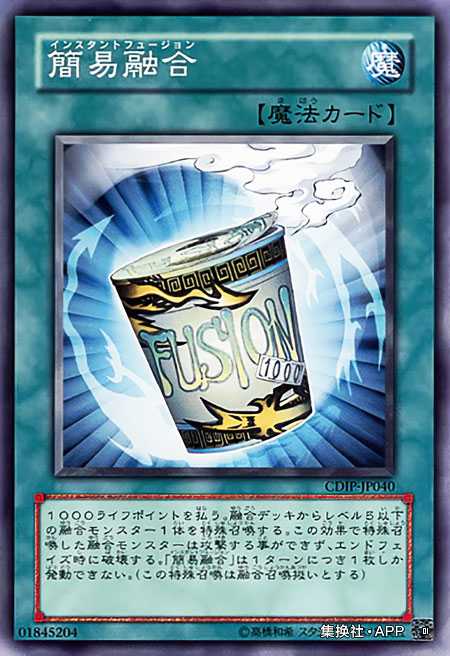 インスタントフュージョン
簡易融合
魔
まほう
【魔法カード】
FUSION
1000
CDIP-JP040
1000ライフポイントを払う。融合デッキからレベル5以下
の融合モンスター1体を特殊召喚する。この効果で特殊召
喚した融合モンスターは攻撃する事ができず、エンドフェ
イズ時に破壊する。「簡易融合」は1ターンにつき1枚しか
発動できない。(この特殊召喚は融合召喚扱いとする)
01845204
©高橋和希 スタ
集換社・APP